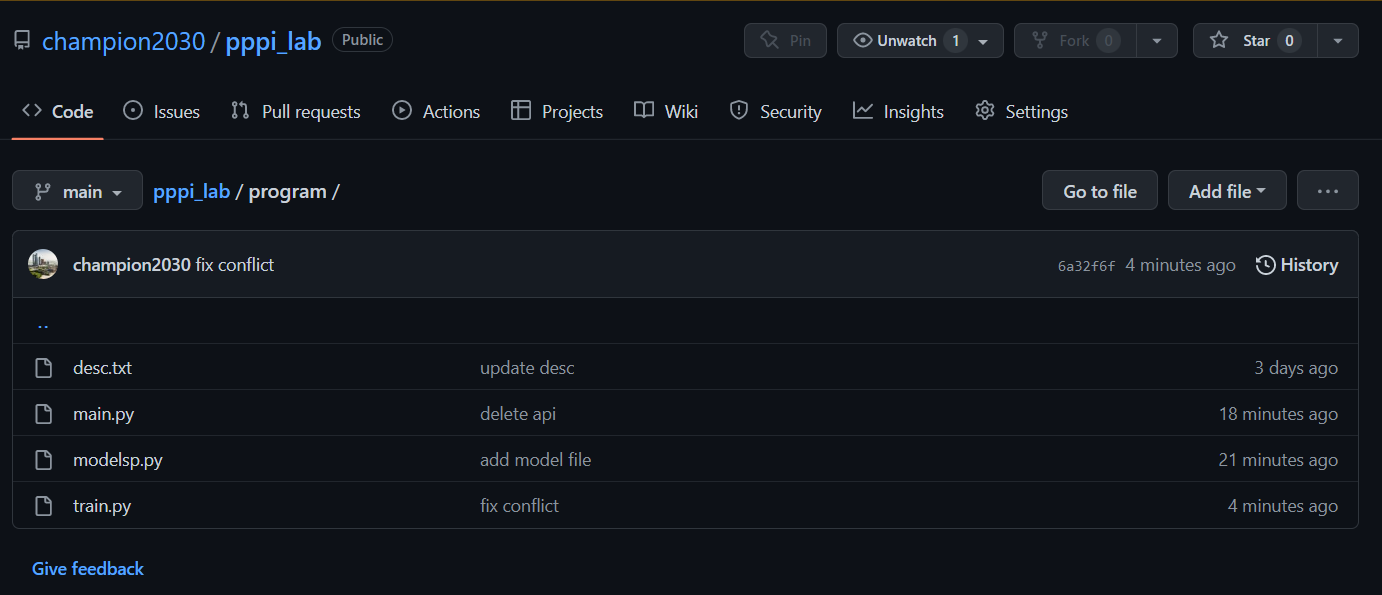 champion2030 / pppi_lab Public Pin Unwatch 1 Fork 0 Star 0
Code Issues Pull requests Actions Projects Wiki Security Insights Settings
main pppi_lab / program / Go to file Add file ...
champion2030 fix conflict 6a32f6f 4 minutes ago History
..
desc.txt update desc 3 days ago
main.py delete api 18 minutes ago
modelsp.py add model file 21 minutes ago
train.py fix conflict 4 minutes ago
Give feedback